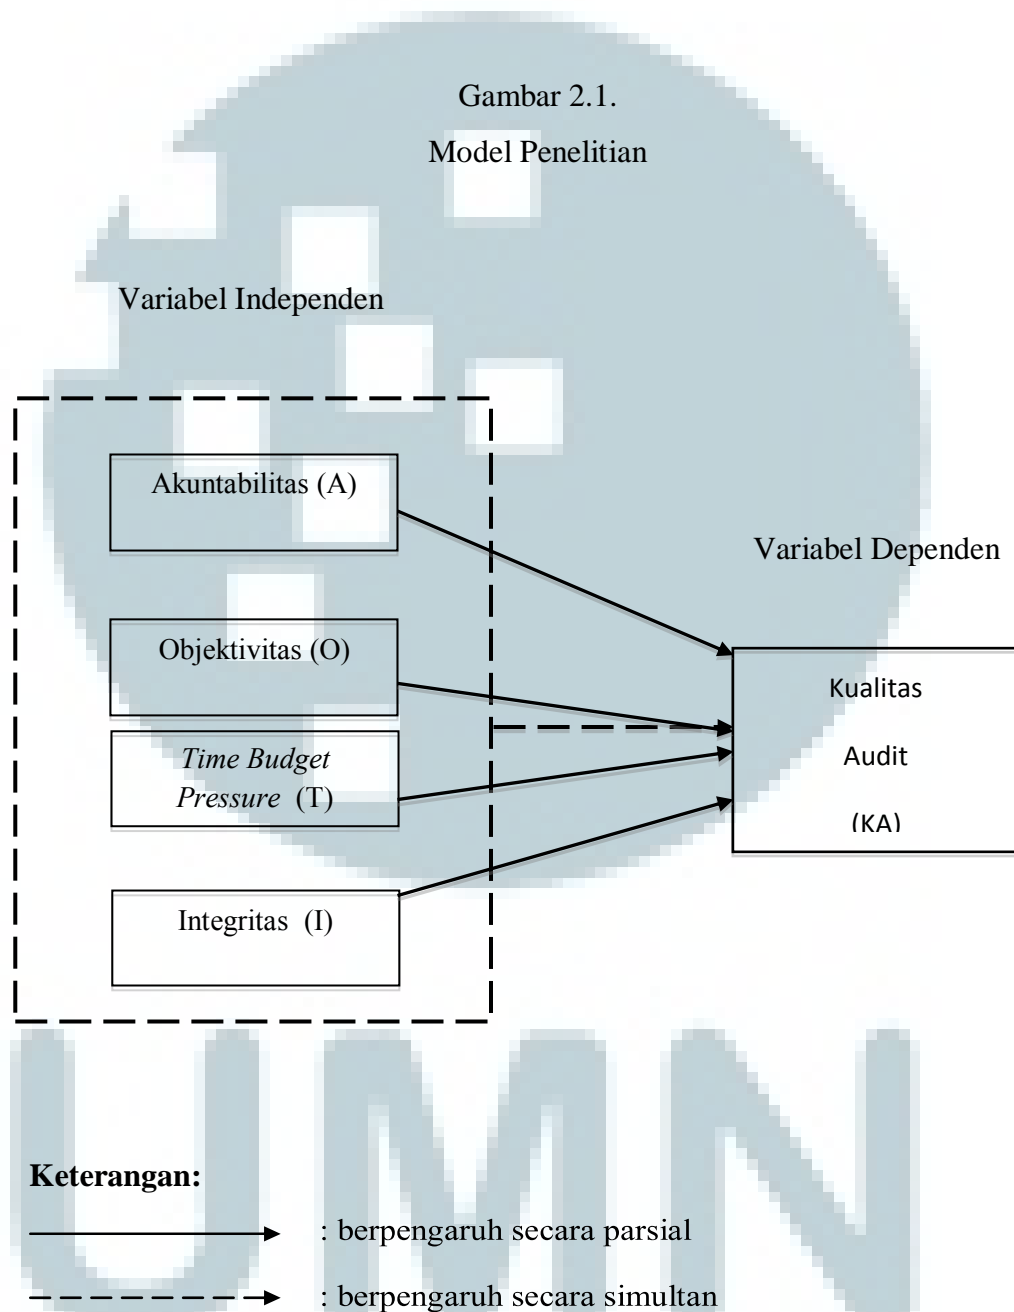 Gambar 2.1.
Model Penelitian
Variabel Independen
Akuntabilitas (A)
Variabel Dependen
Objektivitas (O)
Kualitas
Audit
(KA)
Time Budget
Pressure (T)
Integritas (I)
UMN
Keterangan:
: berpengaruh secara parsial
: berpengaruh secara simultan